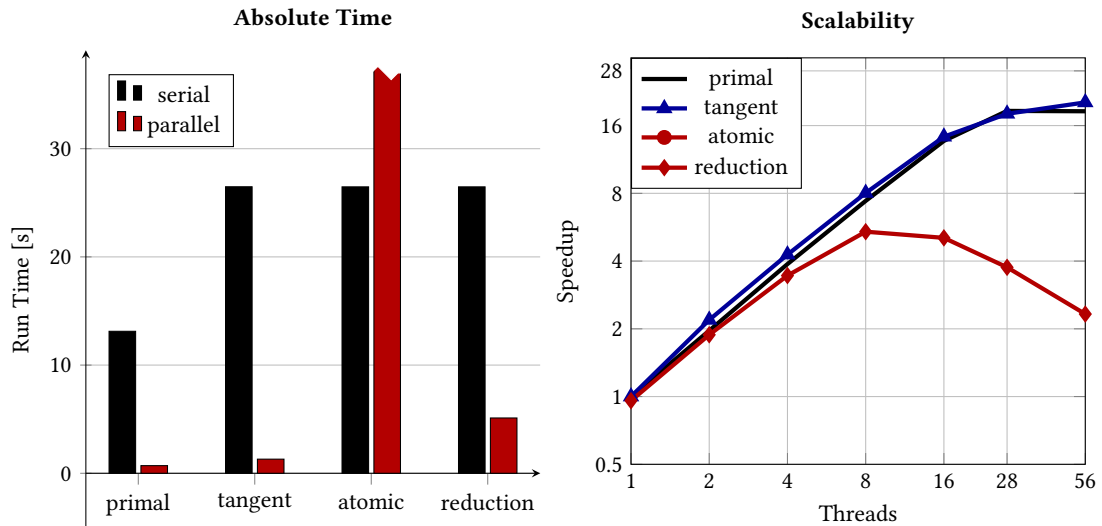 Absolute Time
Run Time [s]
30
20
10
0
serial
parallel
primal
tangent
atomic
reduction
Scalability
Speedup
28
16
8
4
2
1
0.5
primal
tangent
atomic
reduction
1
2
4
8
16
28
56
Threads